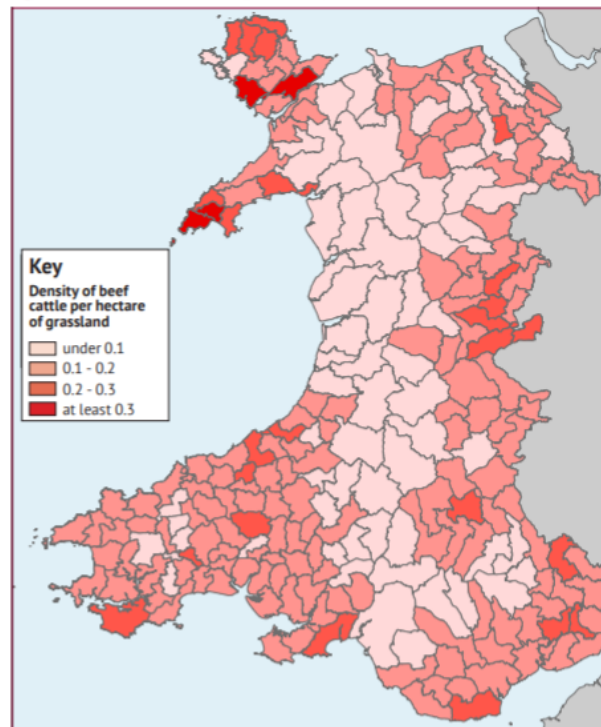 Key
Density of beef
cattle per hectare
of grassland
under 0.1
0.1 - 0.2
0.2 - 0.3
at least 0.3